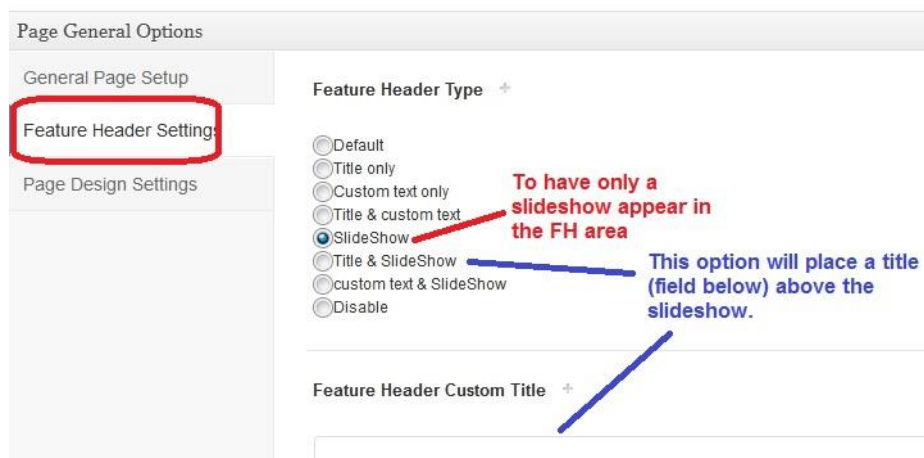 Page General Options
General Page Setup
Feature Header Settings
Page Design Settings
Feature Header Type +
Default
Title only
Custom text only
Title & custom text
SlideShow
Title & SlideShow
custom text & SlideShow
Disable
To have only a
slideshow appear in
the FH area
This option will place a title
(field below) above the
slideshow.
Feature Header Custom Title +